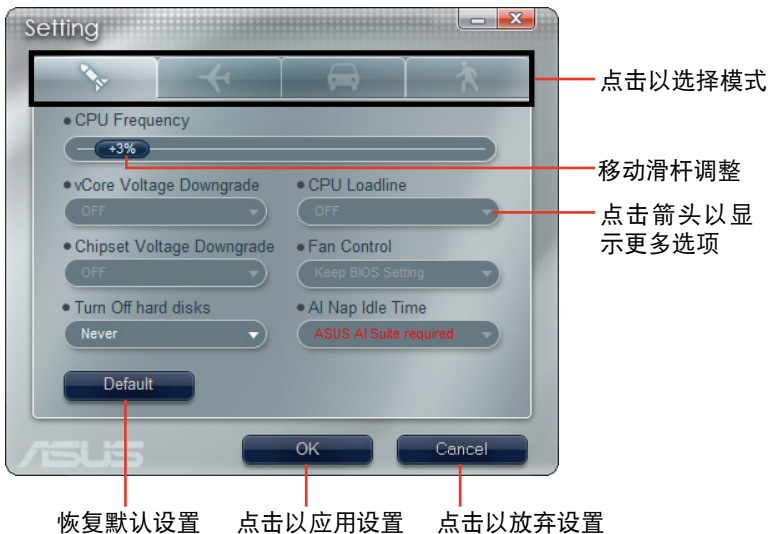 Setting
点击以选择模式
CPU Frequency
+3%
移动滑杆调整
vCore Voltage Downgrade
CPU Loadline
OFF
OFF
点击箭头以显
示更多选项
Chipset Voltage Downgrade
Fan Control
OFF
Keep BIOS Setting
Turn Off hard disks
AI Nap Idle Time
Never
ASUS AI Suite required
Default
ASUS
OK
Cancel
恢复默认设置
点击以应用设置
点击以放弃设置